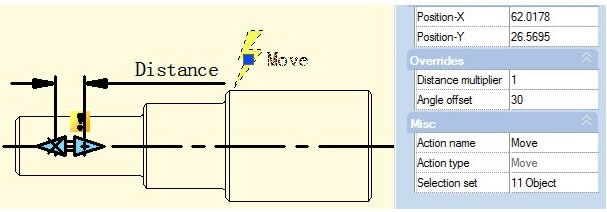 Distance
Move
Position-X 62.0178
Position-Y 26.5695
Overrides
Distance multiplier 1
Angle offset 30
Misc
Action name Move
Action type Move
Selection set 11 Object